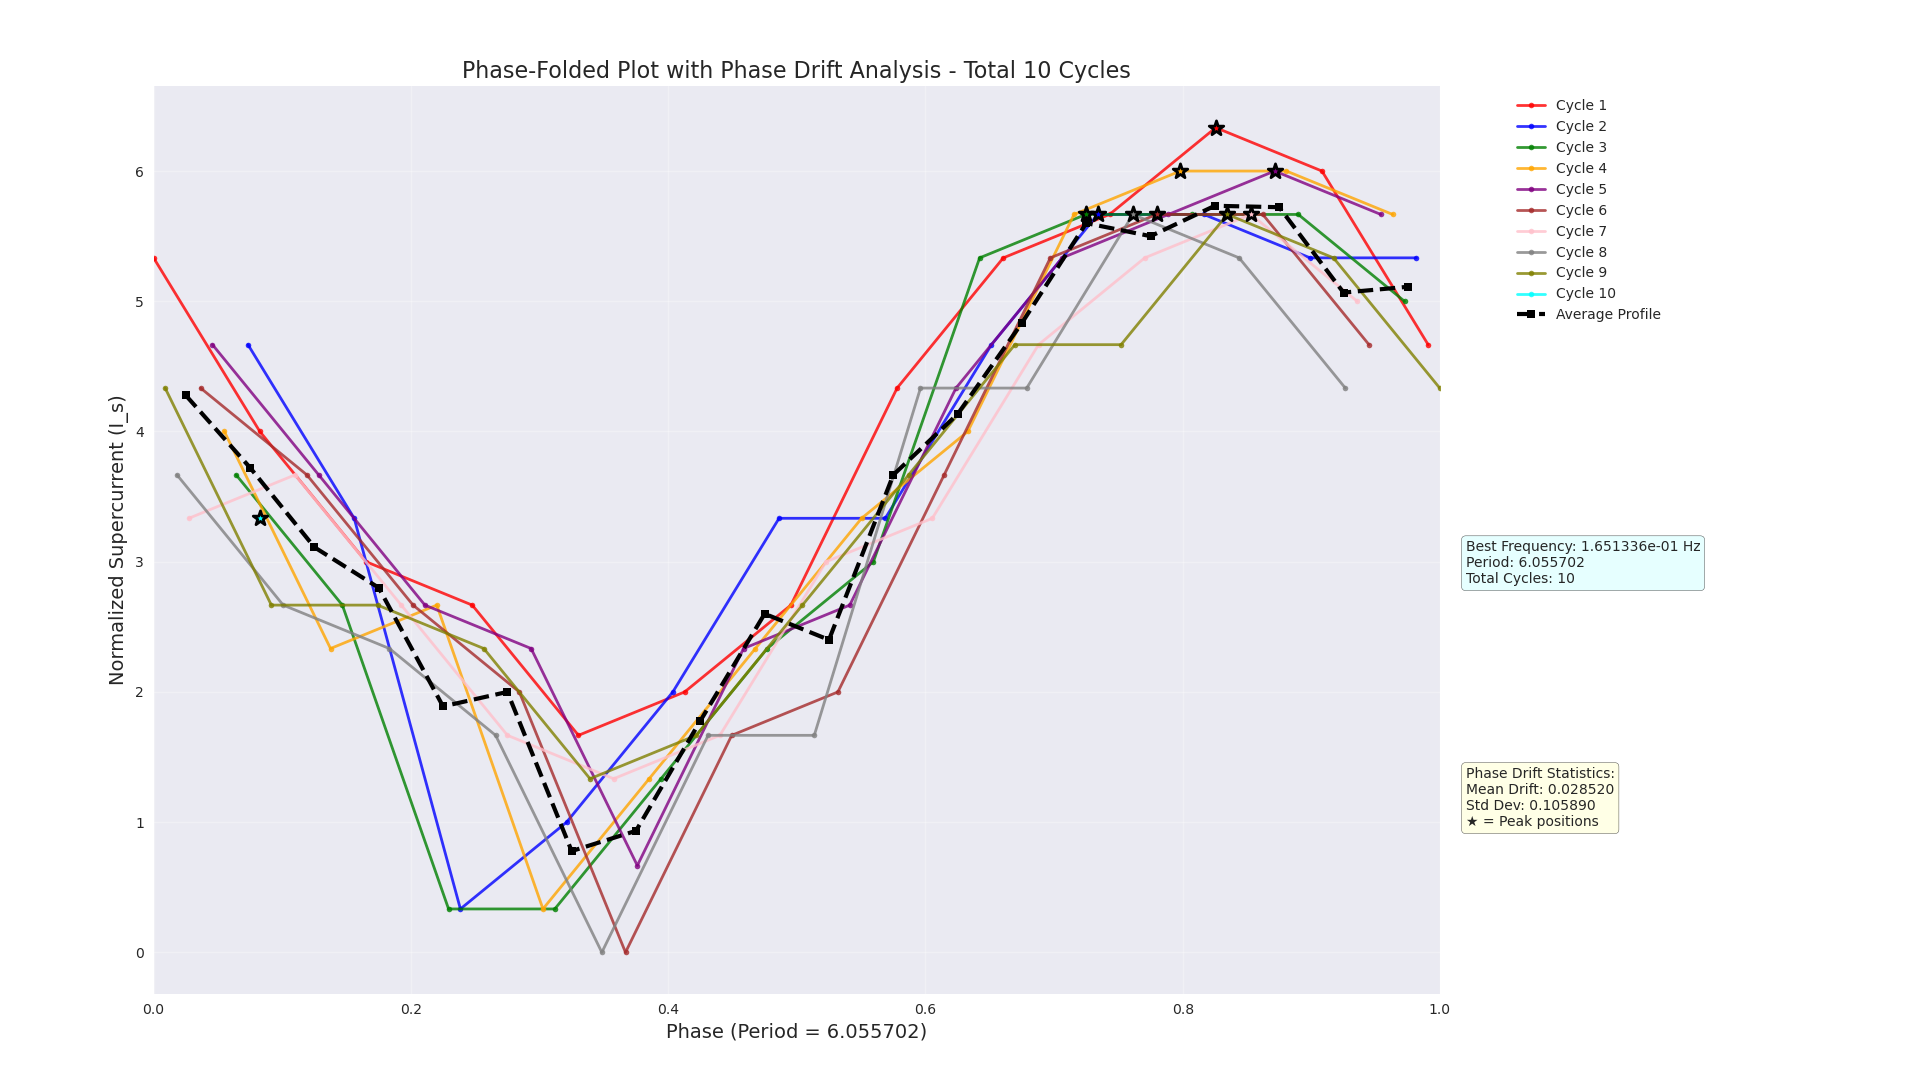 Phase-Folded Plot with Phase Drift Analysis - Total 10 Cycles
Normalized Supercurrent (I_s)
6
5
4
3
2
1
0
0.0
0.2
0.4
0.6
0.8
1.0
Phase (Period = 6.055702)
Cycle 1
Cycle 2
Cycle 3
Cycle 4
Cycle 5
Cycle 6
Cycle 7
Cycle 8
Cycle 9
Cycle 10
Average Profile
Best Frequency: 1.651336e-01 Hz
Period: 6.055702
Total Cycles: 10
Phase Drift Statistics:
Mean Drift: 0.028520
Std Dev: 0.105890
★ = Peak positions